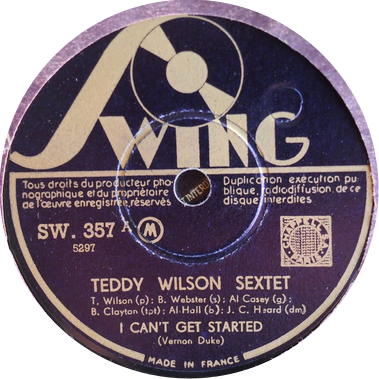 SWING
Tous droits du producteur pho-
nographique et du propriétaire
de l'œuvre enregistrée, réservés
Duplication exécution pu-
blique, radiodiffusion, de ce
disque interdites
SW. 357 A M
5297
CHAPPELL
PARIS
TEDDY WILSON SEXTET
T. Wilson (p) : B. Webster (s) : Al Casey (g) :
B. Clayton (tpt) : Al Hall (b) : J. C. Heard (dm)
I CAN'T GET STARTED
(Vernon Duke)
MADE IN FRANCE